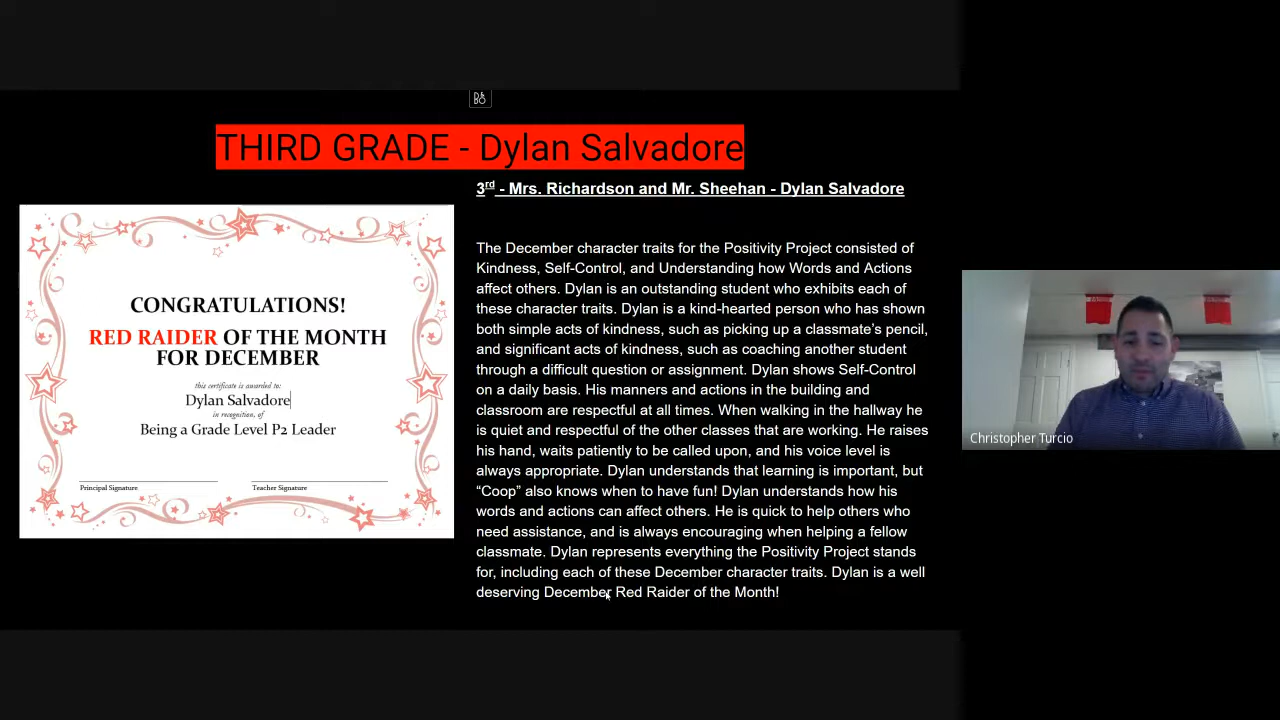 THIRD GRADE - Dylan Salvadore
3rd - Mrs. Richardson and Mr. Sheehan - Dylan Salvadore
CONGRATULATIONS!
RED RAIDER OF THE MONTH
FOR DECEMBER
this certificate is awarded to:
Dylan Salvadore
in recognition, of
Being a Grade Level P2 Leader
Principal Signature
Teacher Signature
The December character traits for the Positivity Project consisted of
Kindness, Self-Control, and Understanding how Words and Actions
affect others. Dylan is an outstanding student who exhibits each of
these character traits. Dylan is a kind-hearted person who has shown
both simple acts of kindness, such as picking up a classmate's pencil,
and significant acts of kindness, such as coaching another student
through a difficult question or assignment. Dylan shows Self-Control
on a daily basis. His manners and actions in the building and
classroom are respectful at all times. When walking in the hallway he
is quiet and respectful of the other classes that are working. He raises
his hand, waits patiently to be called upon, and his voice level is
always appropriate. Dylan understands that learning is important, but
“Coop” also knows when to have fun! Dylan understands how his
words and actions can affect others. He is quick to help others who
need assistance, and is always encouraging when helping a fellow
classmate. Dylan represents everything the Positivity Project stands
for, including each of these December character traits. Dylan is a well
deserving December Red Raider of the Month!
Christopher Turcio